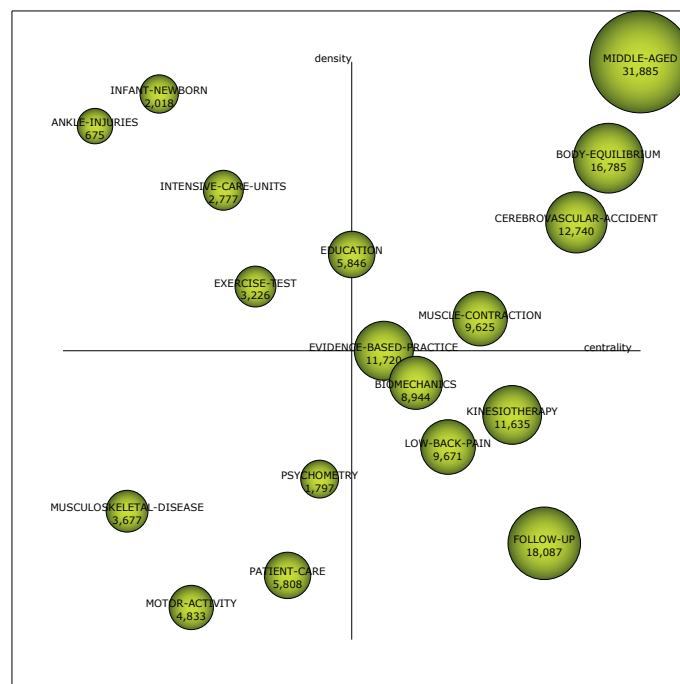 density
MIDDLE-AGED
31,885
INFANT-NEWBORN
2,018
ANKLE-INJURIES
675
BODY-EQUILIBRIUM
16,785
INTENSIVE-CARE-UNITS
2,777
CEREBROVASCULAR-ACCIDENT
12,740
EDUCATION
5,846
EXERCISE-TEST
3,226
MUSCLE-CONTRACTION
9,625
EVIDENCE-BASED-PRACTICE
11,720
centrality
BIOMECHANICS
8,944
KINESIOTHERAPY
11,635
LOW-BACK-PAIN
9,671
PSYCHOMETRY
1,797
MUSCULOSKELETAL-DISEASE
3,677
FOLLOW-UP
18,087
PATIENT-CARE
5,808
MOTOR-ACTIVITY
4,833